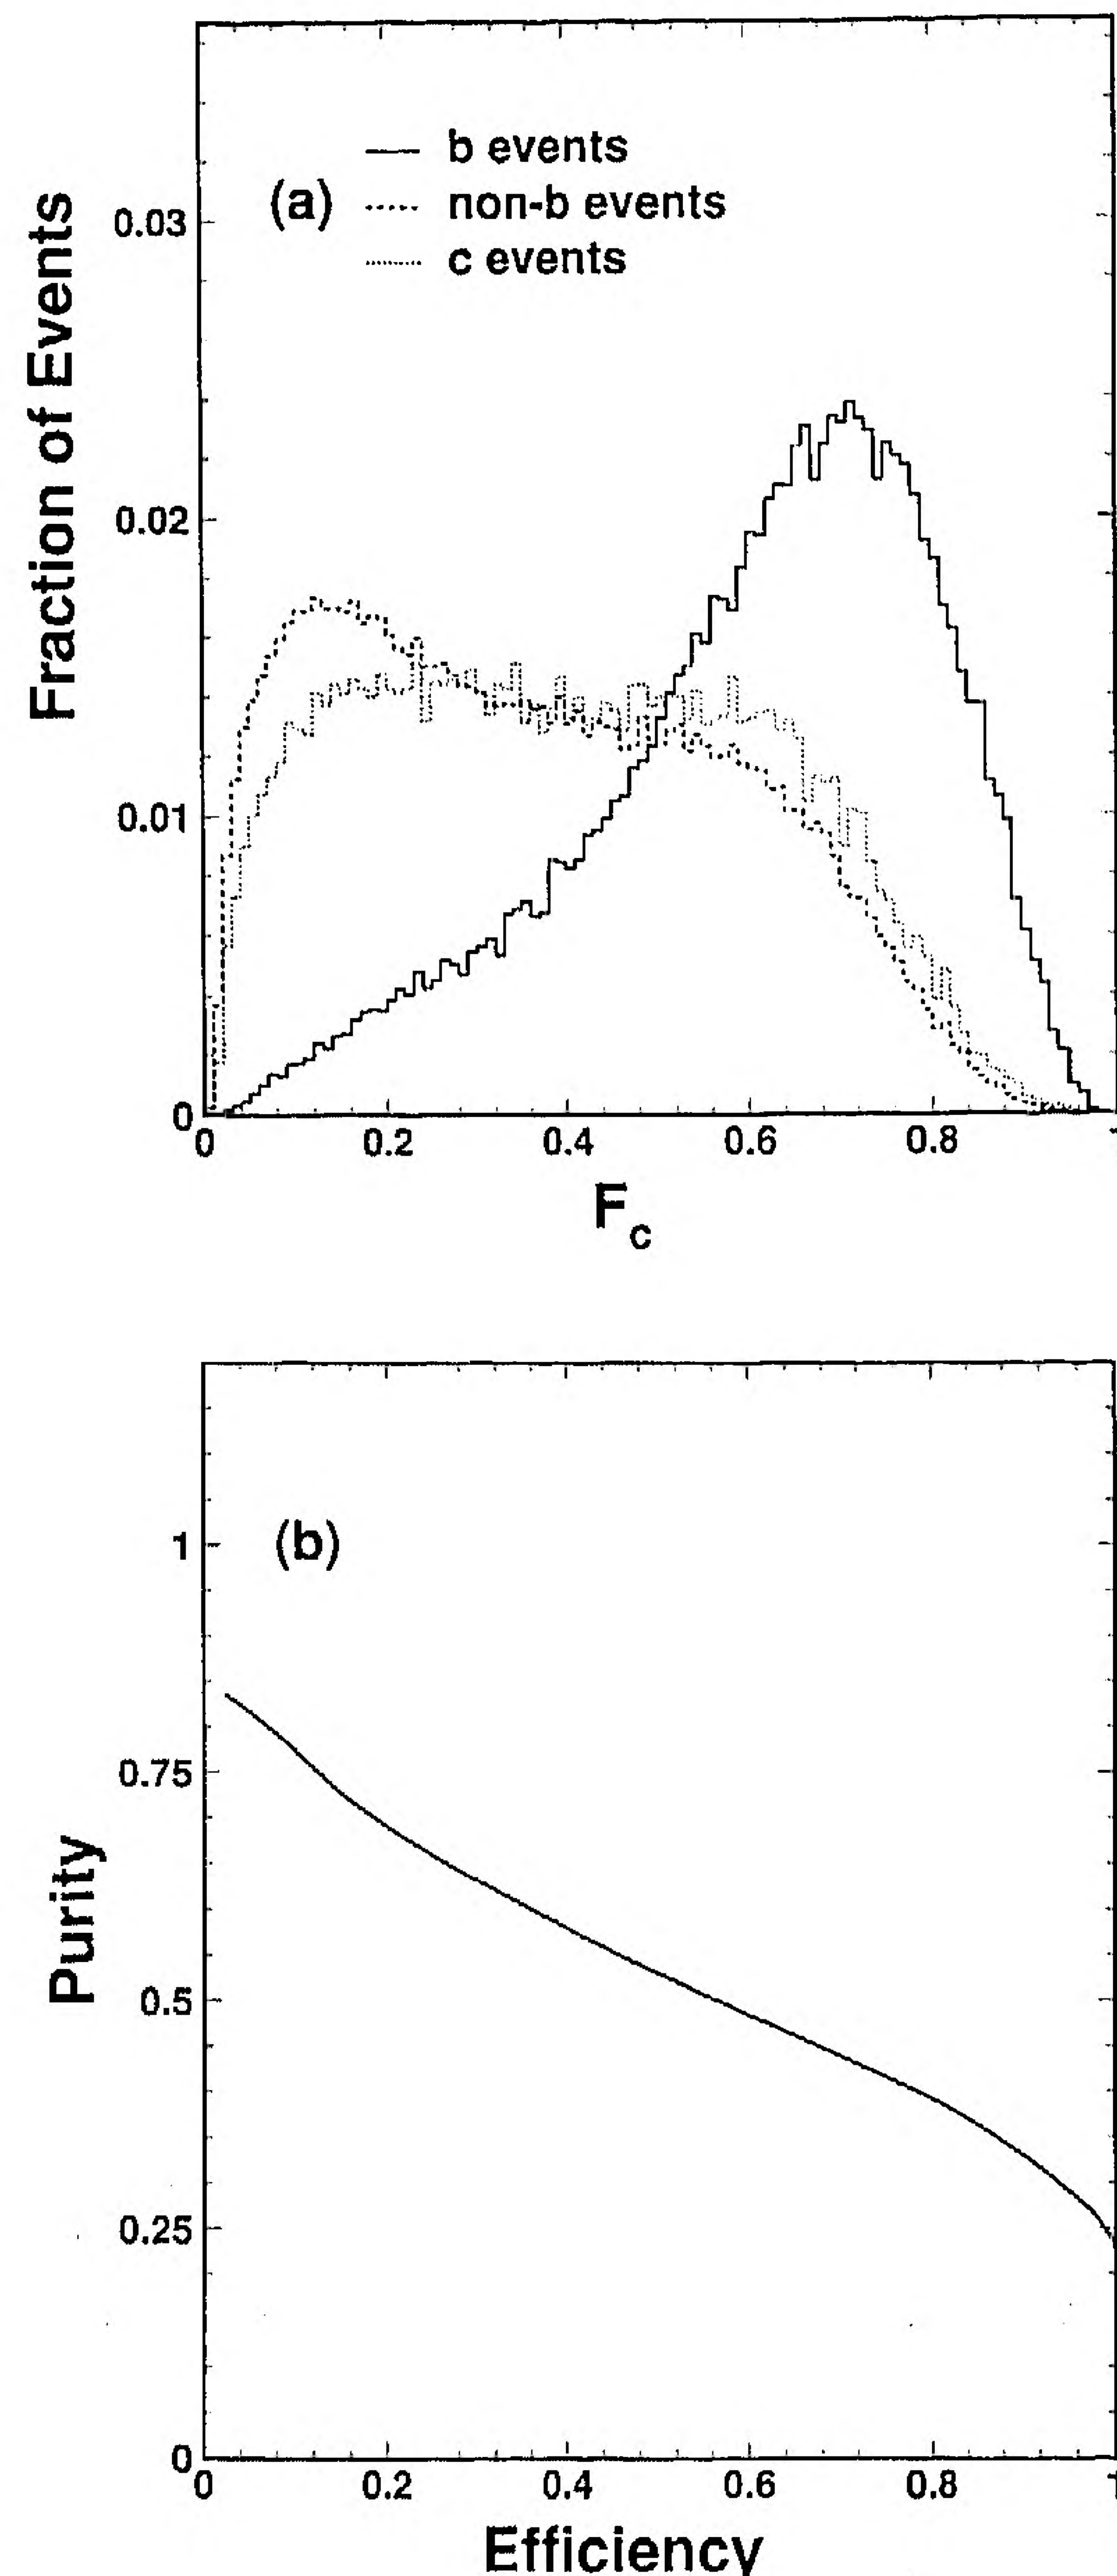 (a)
b events
non-b events
c events
Fraction of Events
0.03
0.02
0.01
0
0 0.2 0.4 0.6 0.8 1
F_c
(b)
Purity
1
0.75
0.5
0.25
0
0 0.2 0.4 0.6 0.8 1
Efficiency